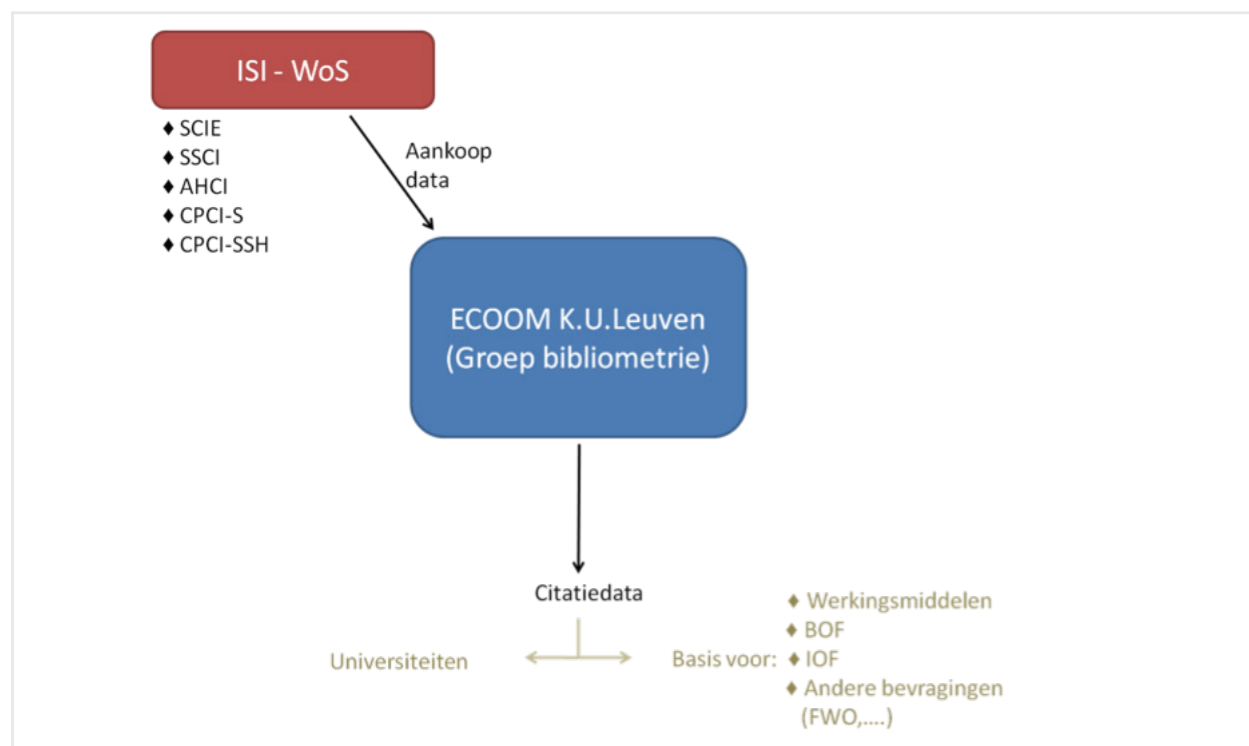 ISI - WoS
♦ SCIE
♦ SSCI
♦ AHCI
♦ CPCI-S
♦ CPCI-SSH
Aankoop
data
ECOOM K.U.Leuven
(Groep bibliometrie)
Citatiedata
Universiteiten
Basis voor:
♦ Werkingsmiddelen
♦ BOF
♦ IOF
♦ Andere bevragingen
(FWO,....)